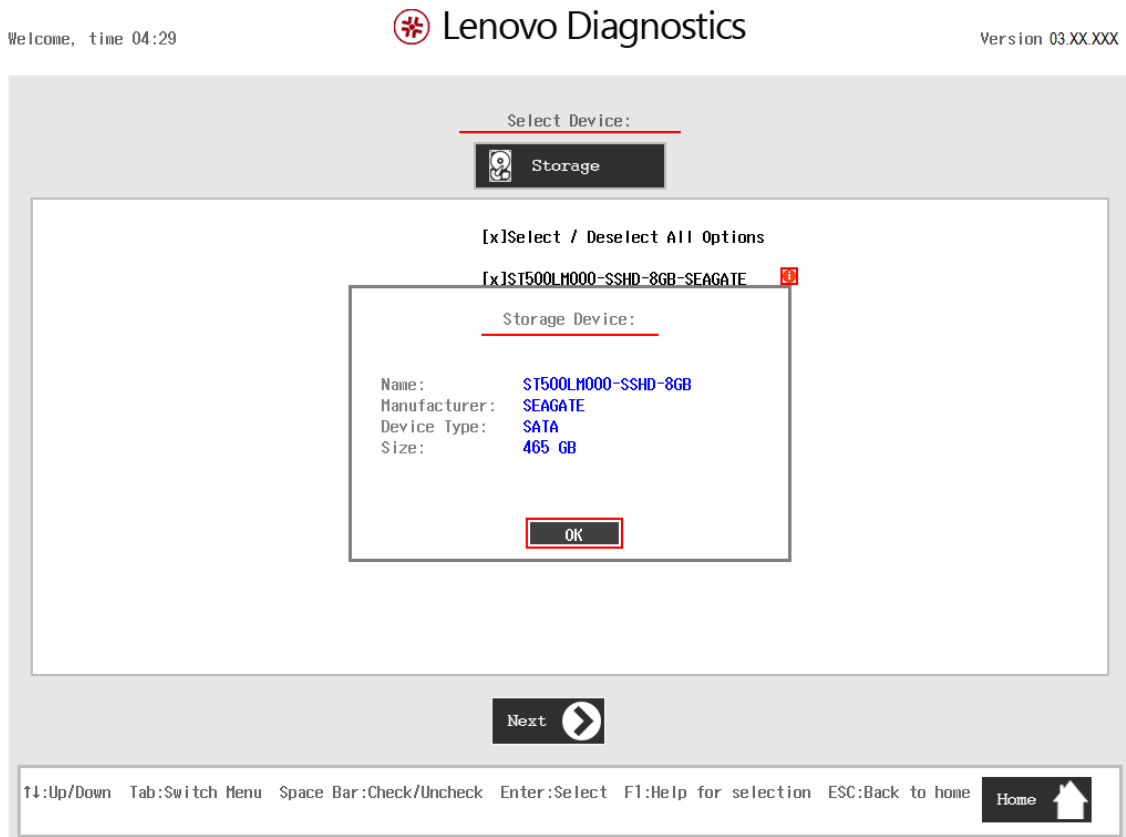 Welcome, time 04:29
Lenovo Diagnostics
Version 03.XX.XXX
Select Device:
Storage
[x]Select / Deselect All Options
[x]ST500LM000-SSHD-8GB-SEAGATE
Storage Device:
Name: ST500LM000-SSHD-8GB
Manufacturer: SEAGATE
Device Type: SATA
Size: 465 GB
OK
Next
↑↓:Up/Down Tab:Switch Menu Space Bar:Check/Uncheck Enter:Select F1:Help for selection ESC:Back to home Home